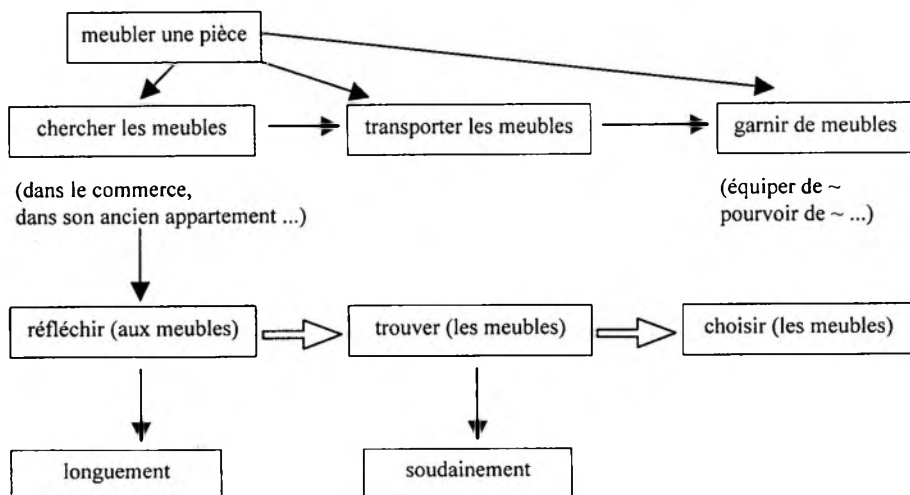 meubler une pièce
chercher les meubles
transporter les meubles
garnir de meubles
(dans le commerce,
dans son ancien appartement ...)
(équiper de ~
pourvoir de ~ ...)
réfléchir (aux meubles)
trouver (les meubles)
choisir (les meubles)
longuement
soudainement